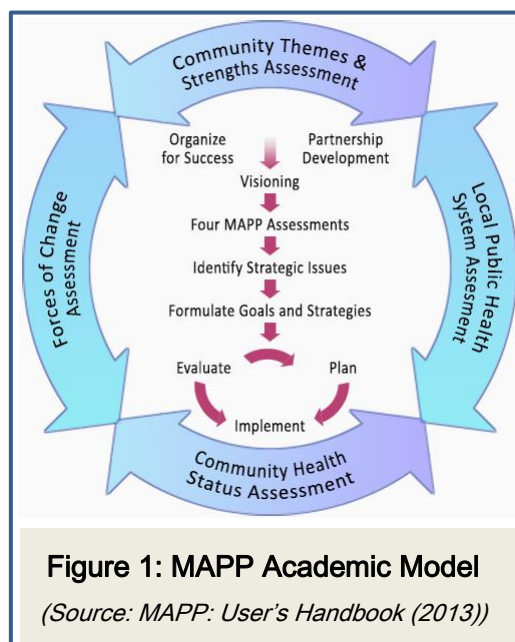 Community Themes &
Strengths Assessment
Organize
for Success
Partnership
Development
Visioning
Four MAPP Assessments
Identify Strategic Issues
Formulate Goals and Strategies
Evaluate
Plan
Implement
Forces of Change
Assessment
Local Public Health
System Assesment
Community Health
Status Assessment
Figure 1: MAPP Academic Model
(Source: MAPP: User's Handbook (2013))